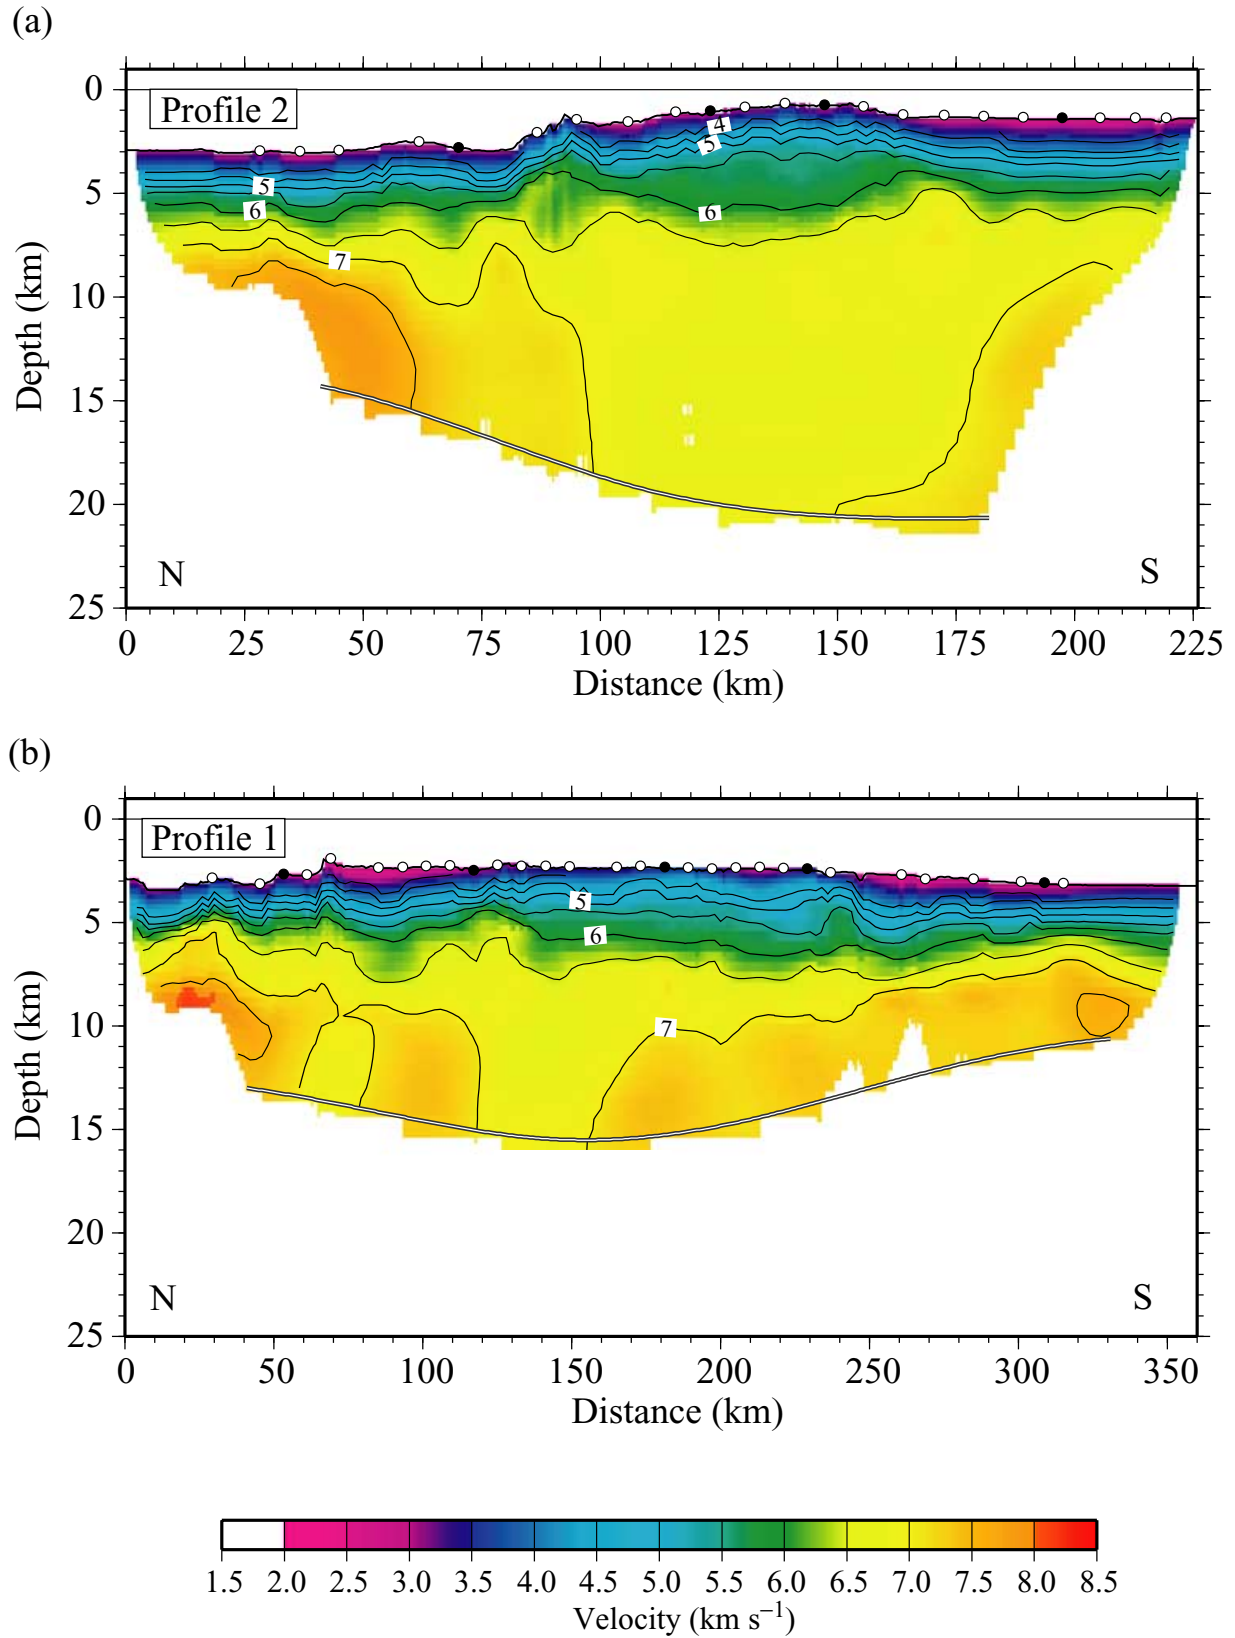 (a)
Profile 2
0
5
10
15
20
25
Depth (km)
4
5
5
6
6
7
N
S
0 25 50 75 100 125 150 175 200 225
Distance (km)
(b)
Profile 1
0
5
10
15
20
25
Depth (km)
5
6
7
N
S
0 50 100 150 200 250 300 350
Distance (km)
1.5 2.0 2.5 3.0 3.5 4.0 4.5 5.0 5.5 6.0 6.5 7.0 7.5 8.0 8.5
Velocity (km s⁻¹)